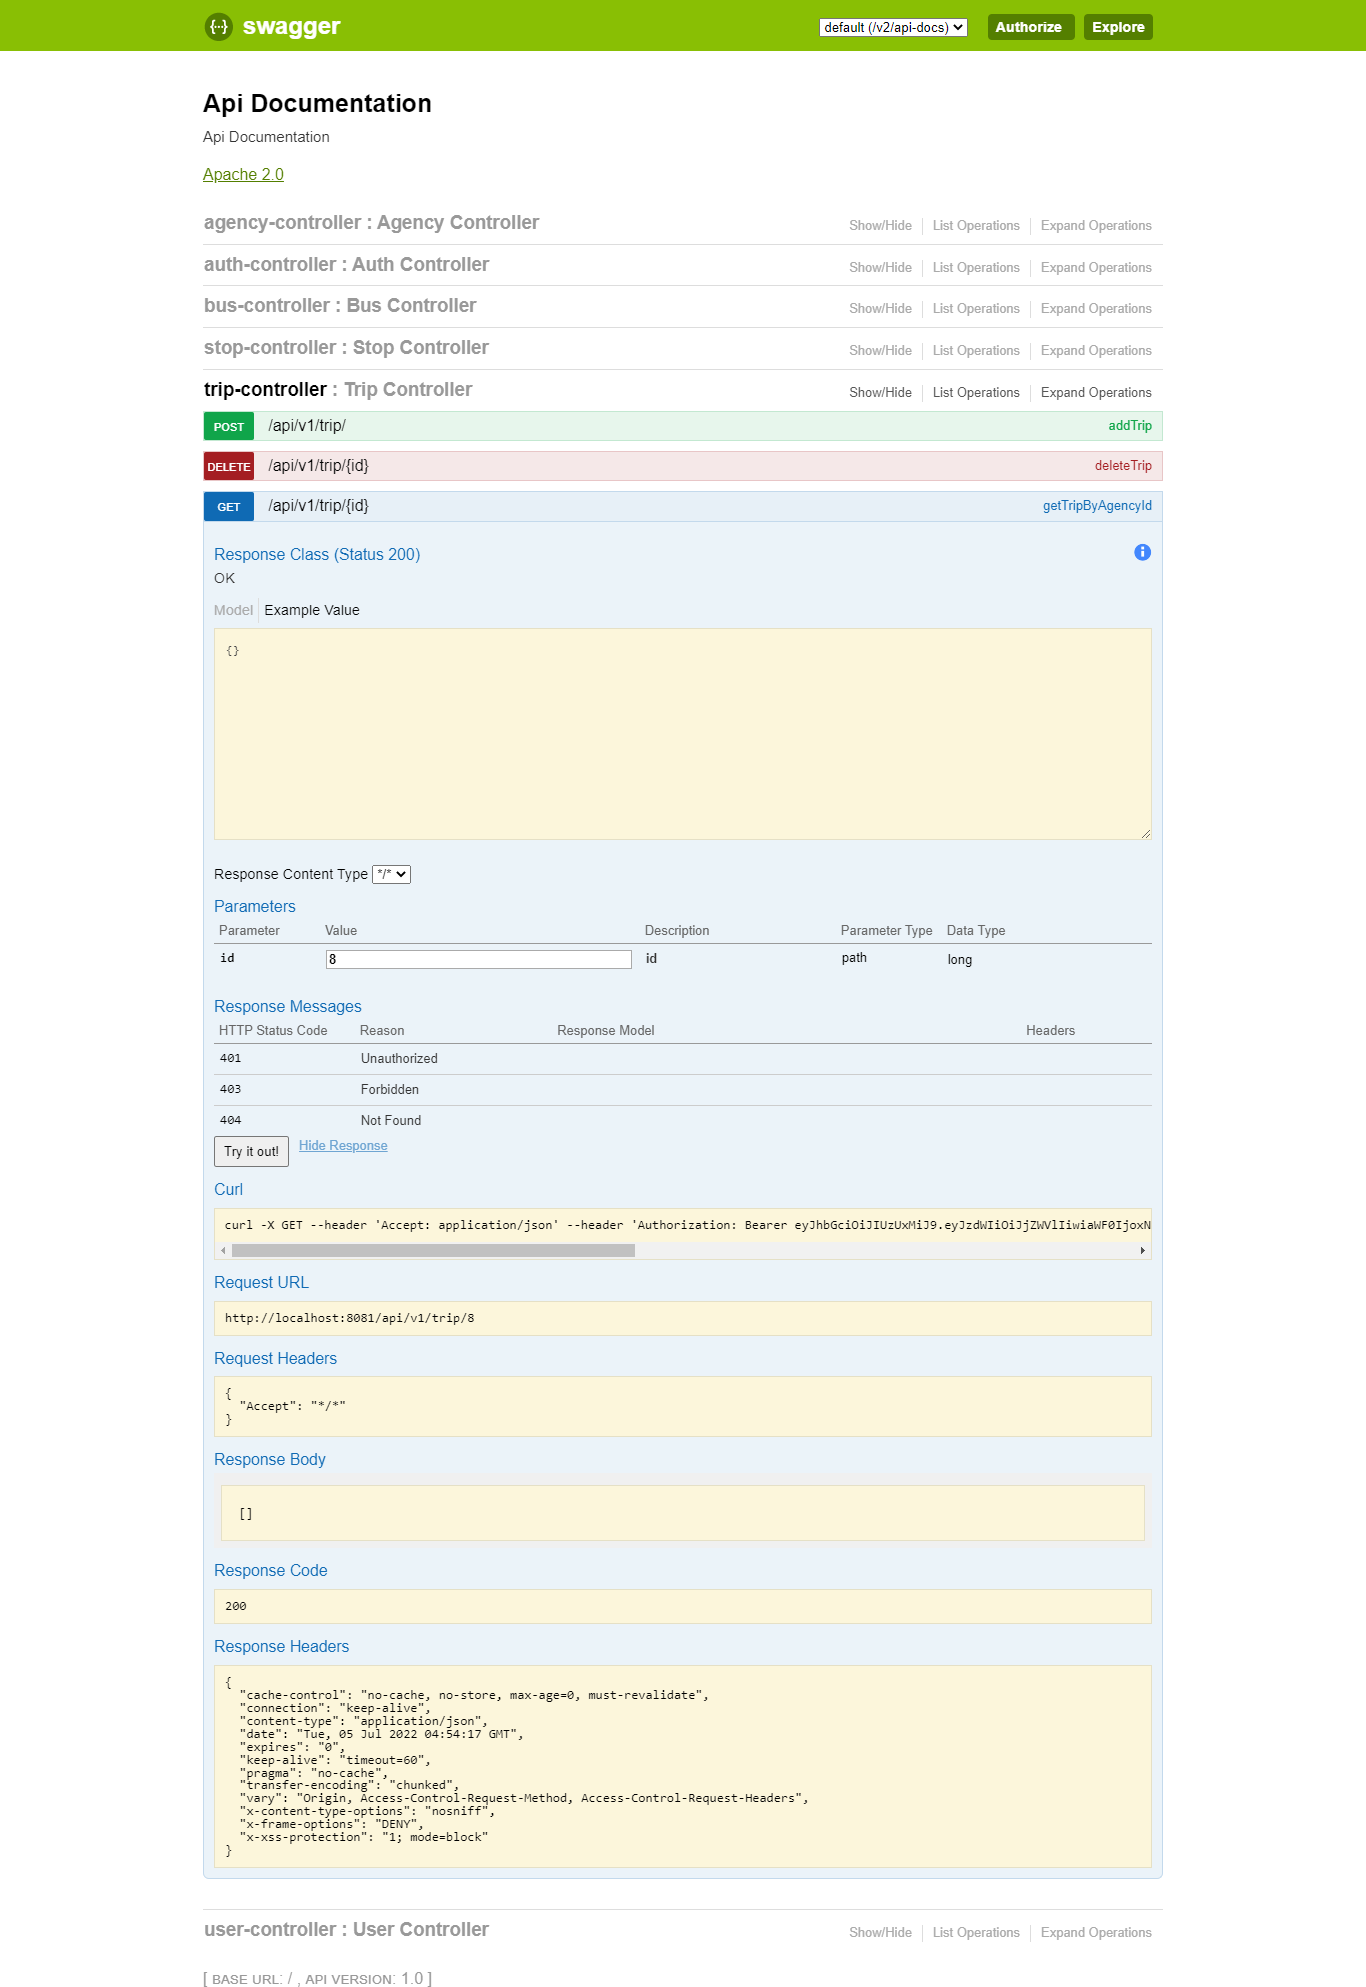 {···} swagger
default (/v2/api-docs) Authorize Explore
Api Documentation
Api Documentation
Apache 2.0
agency-controller : Agency Controller Show/Hide List Operations Expand Operations
auth-controller : Auth Controller Show/Hide List Operations Expand Operations
bus-controller : Bus Controller Show/Hide List Operations Expand Operations
stop-controller : Stop Controller Show/Hide List Operations Expand Operations
trip-controller : Trip Controller Show/Hide List Operations Expand Operations
POST /api/v1/trip/ addTrip
DELETE /api/v1/trip/{id} deleteTrip
GET /api/v1/trip/{id} getTripByAgencyId
Response Class (Status 200)
OK
Model Example Value
{}
Response Content Type */*
Parameters
Parameter Value Description Parameter Type Data Type
id 8 id path long
Response Messages
HTTP Status Code Reason Response Model Headers
401 Unauthorized
403 Forbidden
404 Not Found
Try it out! Hide Response
Curl
curl -X GET --header 'Accept: application/json' --header 'Authorization: Bearer eyJhbGciOiJIUzUxMiJ9.eyJzdWIiOiJjZWVlIiwiaWF0IjoxN
Request URL
http://localhost:8081/api/v1/trip/8
Request Headers
{
"Accept": "*/*"
}
Response Body
[]
Response Code
200
Response Headers
{
"cache-control": "no-cache, no-store, max-age=0, must-revalidate",
"connection": "keep-alive",
"content-type": "application/json",
"date": "Tue, 05 Jul 2022 04:54:17 GMT",
"expires": "0",
"keep-alive": "timeout=60",
"pragma": "no-cache",
"transfer-encoding": "chunked",
"vary": "Origin, Access-Control-Request-Method, Access-Control-Request-Headers",
"x-content-type-options": "nosniff",
"x-frame-options": "DENY",
"x-xss-protection": "1; mode=block"
}
user-controller : User Controller Show/Hide List Operations Expand Operations
[ BASE URL: / , API VERSION: 1.0 ]